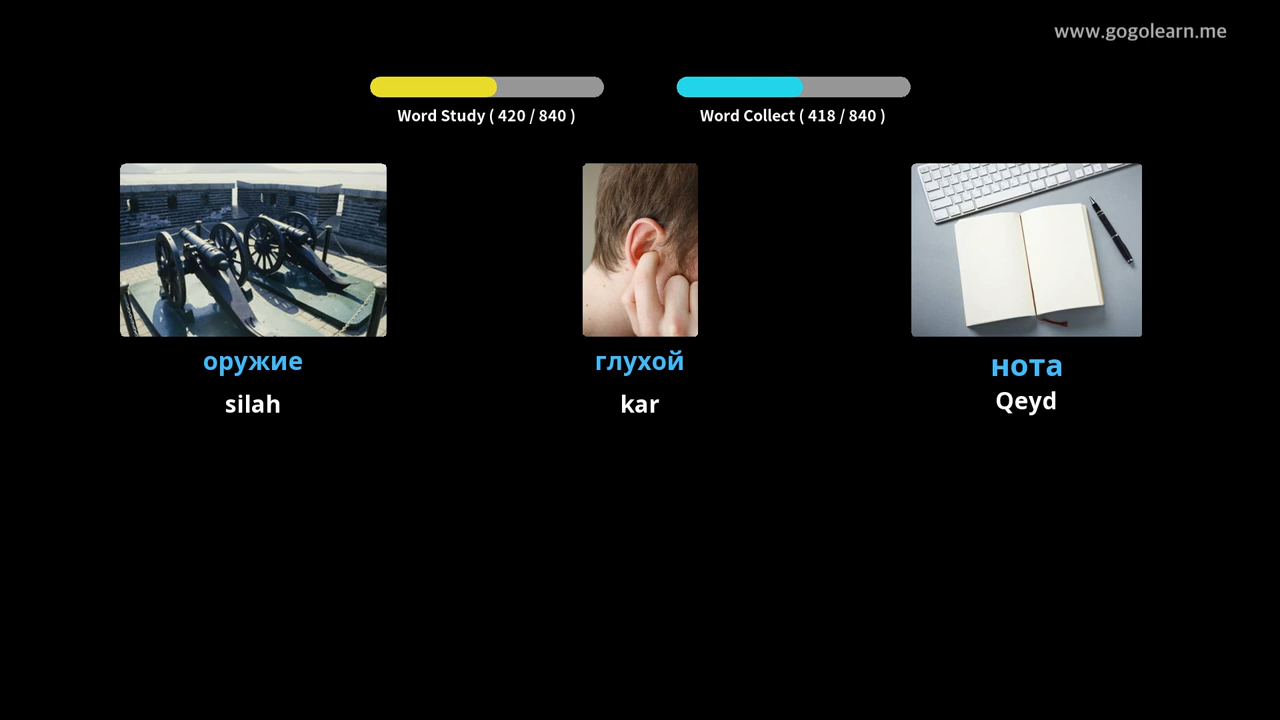 www.gogolearn.me
Word Study ( 420 / 840 )
Word Collect ( 418 / 840 )
оружие
silah
глухой
kar
нота
Qeyd